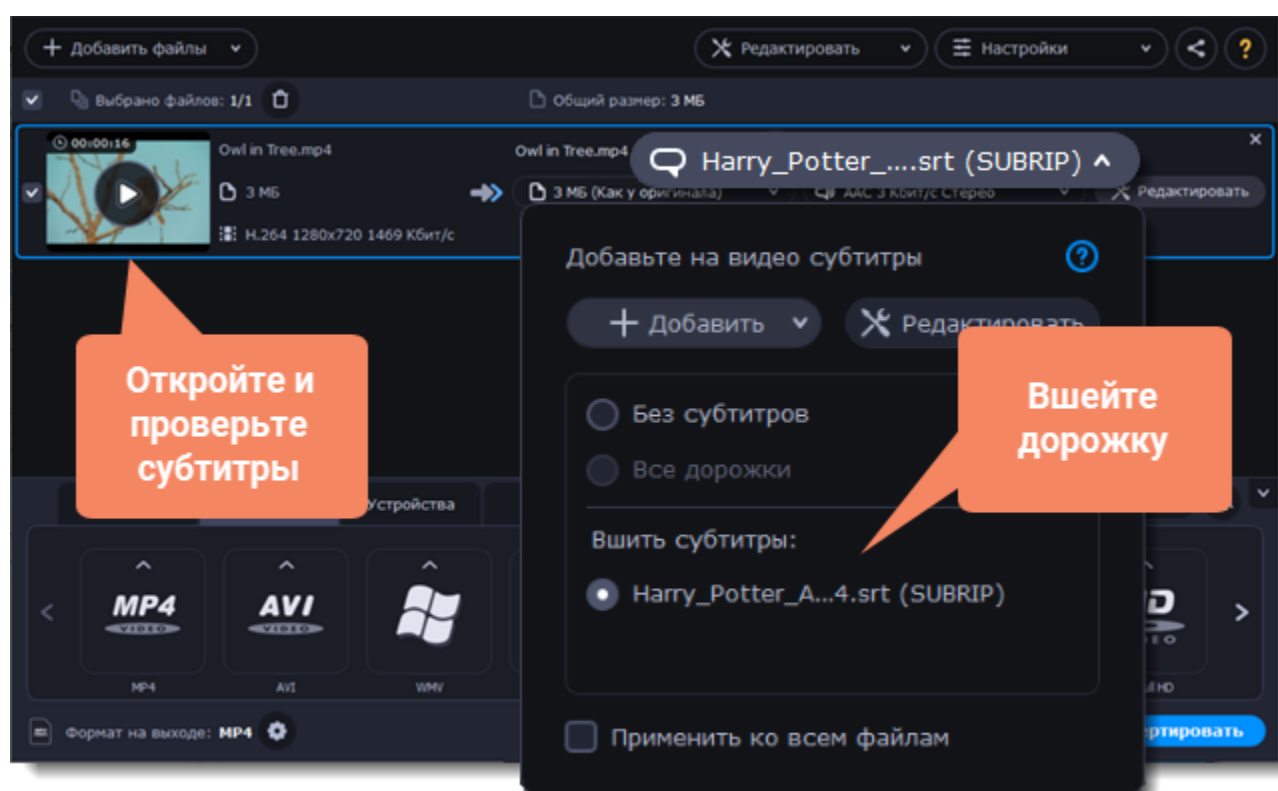 Добавить файлы
Редактировать
Настройки
?
Выбрано файлов: 1/1
Общий размер: 3 МБ
00:00:16
Owl in Tree.mp4
Owl in Tree.mp4
Harry_Potter_....srt (SUBRIP)
3 МБ
3 МБ (Как у оригинала)
AAC 3 Кбит/с Стерео
Редактировать
H.264 1280x720 1469 Кбит/с
Добавьте на видео субтитры
?
Добавить
Редактировать
Откройте и
проверьте
субтитры
Вшейте
дорожку
Без субтитров
Все дорожки
Устройства
Вшить субтитры:
Harry_Potter_A...4.srt (SUBRIP)
MP4
VIDEO
AVI
VIDEO
MP4
AVI
WMV
Формат на выходе: MP4
Применить ко всем файлам